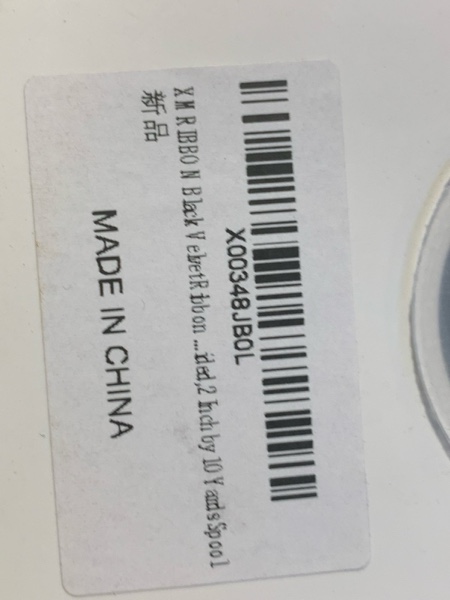 X00348JB0L
XMRIBBON Black Velvet Ribbon ...ided,2 Inch by 10 Yards Spool
新品
MADE IN CHINA